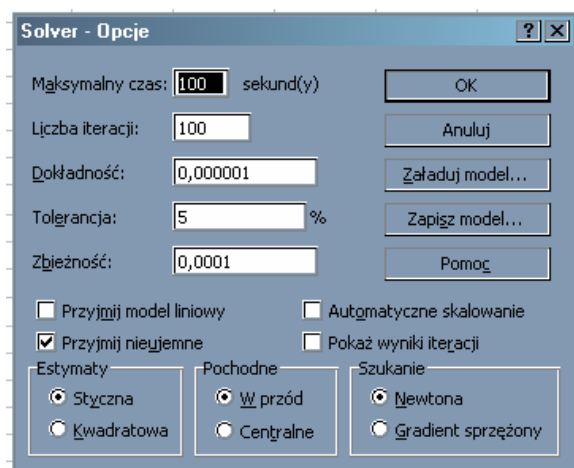 Solver - Opcje
Maksymalny czas: 100 sekund(y) OK
Liczba iteracji: 100 Anuluj
Dokładność: 0,000001 Załaduj model...
Tolerancja: 5 % Zapisz model...
Zbieżność: 0,0001 Pomoc
Przyjmij model liniowy Automatyczne skalowanie
Przyjmij nieujemne Pokaż wyniki iteracji
Estymaty Pochodne Szukanie
Styczna W przód Newtona
Kwadratowa Centralne Gradient sprzężony